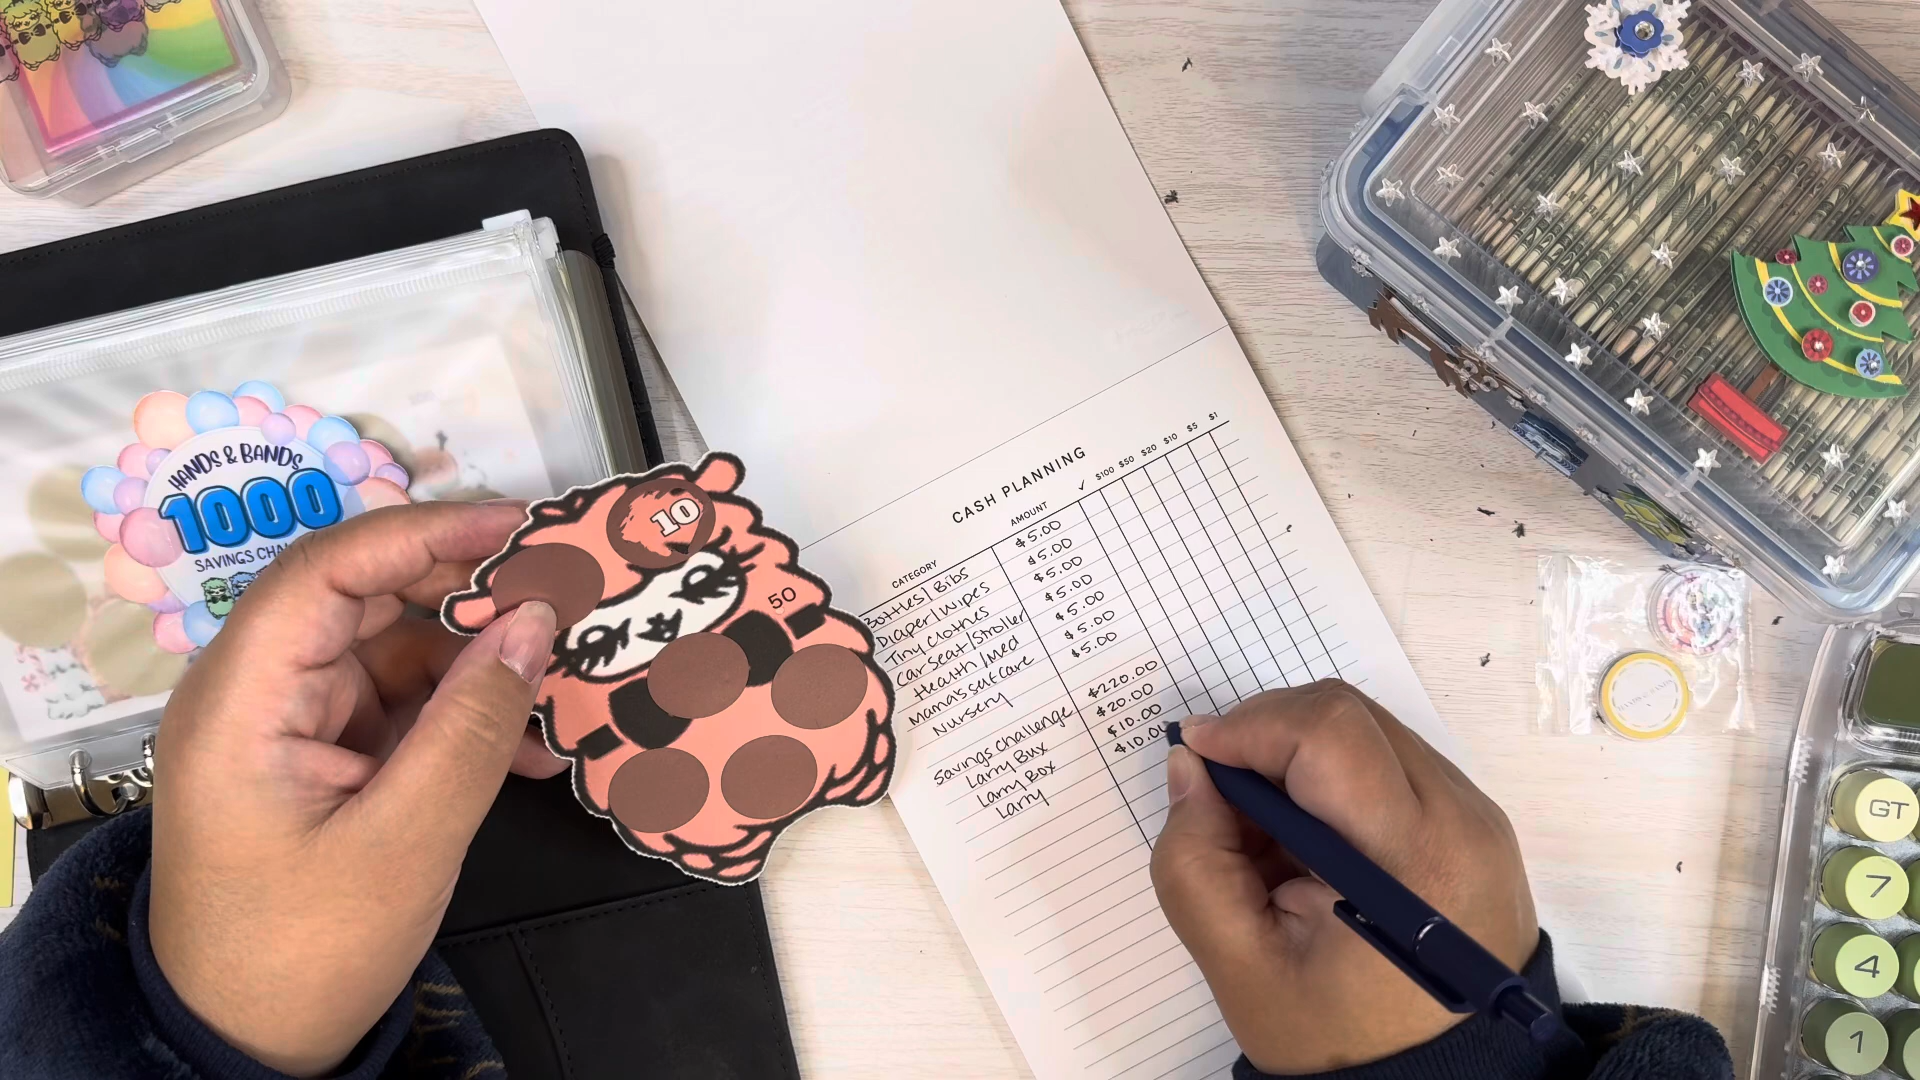 HANDS & BANDS
1000
SAVINGS
10
50
CASH PLANNING
CATEGORY AMOUNT ✓ $100 $50 $20 $10 $5 $1
Bottles/Bibs $5.00
Diaper/wipes $5.00
Tiny clothes $5.00
Car seat/Stroller $5.00
Health/Med $5.00
Mama's self care $5.00
Nursery $5.00
Savings challenge $220.00
Larry Bux $20.00
Larry Box $10.00
Larry $10.00
GT
7
4
1